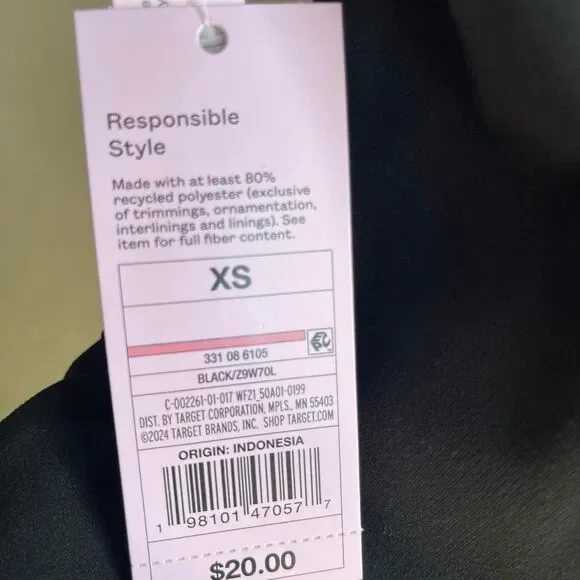 Responsible
Style
Made with at least 80%
recycled polyester (exclusive
of trimmings, ornamentation,
interlinings and linings). See
item for full fiber content.
XS
331 08 6105
BLACK/Z9W70L
C-002261-01-017 WF21_50A01-0199
DIST. BY TARGET CORPORATION, MPLS., MN 55403
©2024 TARGET BRANDS, INC. SHOP TARGET.COM
ORIGIN: INDONESIA
1 98101 47057 7
$20.00